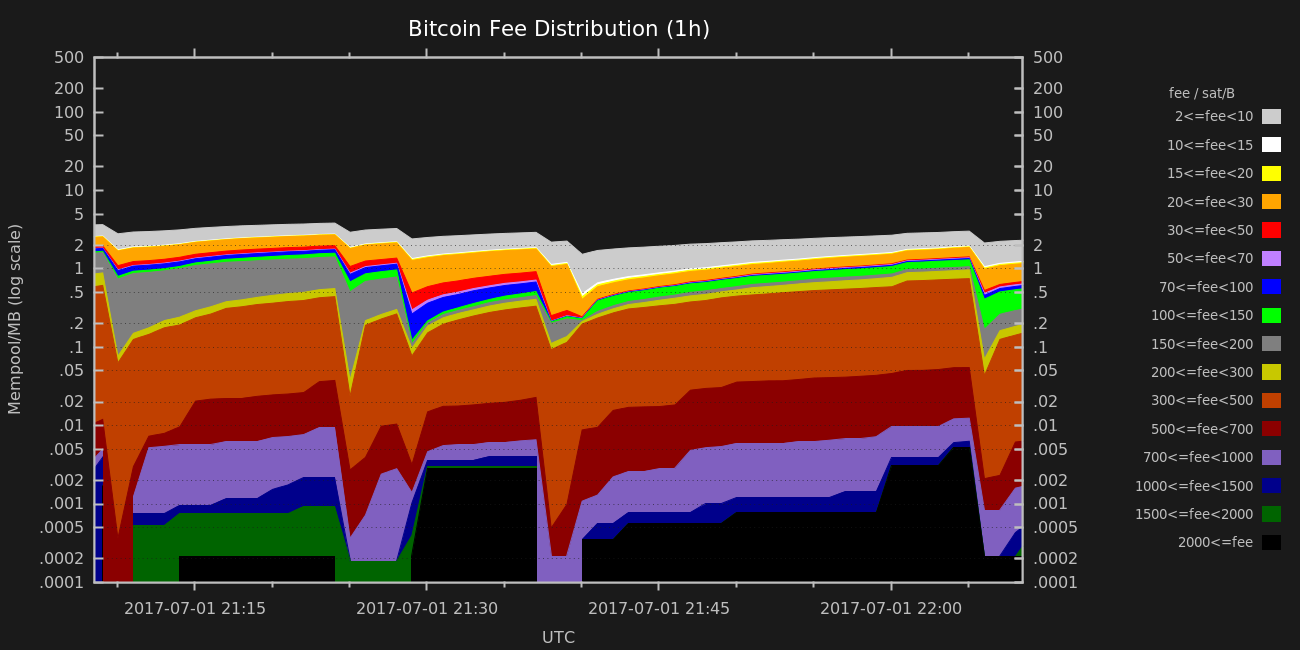 Bitcoin Fee Distribution (1h)
Mempool/MB (log scale)
500
200
100
50
20
10
5
2
1
.5
.2
.1
.05
.02
.01
.005
.002
.001
.0005
.0002
.0001
500
200
100
50
20
10
5
2
1
.5
.2
.1
.05
.02
.01
.005
.002
.001
.0005
.0002
.0001
2017-07-01 21:15
2017-07-01 21:30
2017-07-01 21:45
2017-07-01 22:00
UTC
fee / sat/B
2<=fee<10
10<=fee<15
15<=fee<20
20<=fee<30
30<=fee<50
50<=fee<70
70<=fee<100
100<=fee<150
150<=fee<200
200<=fee<300
300<=fee<500
500<=fee<700
700<=fee<1000
1000<=fee<1500
1500<=fee<2000
2000<=fee